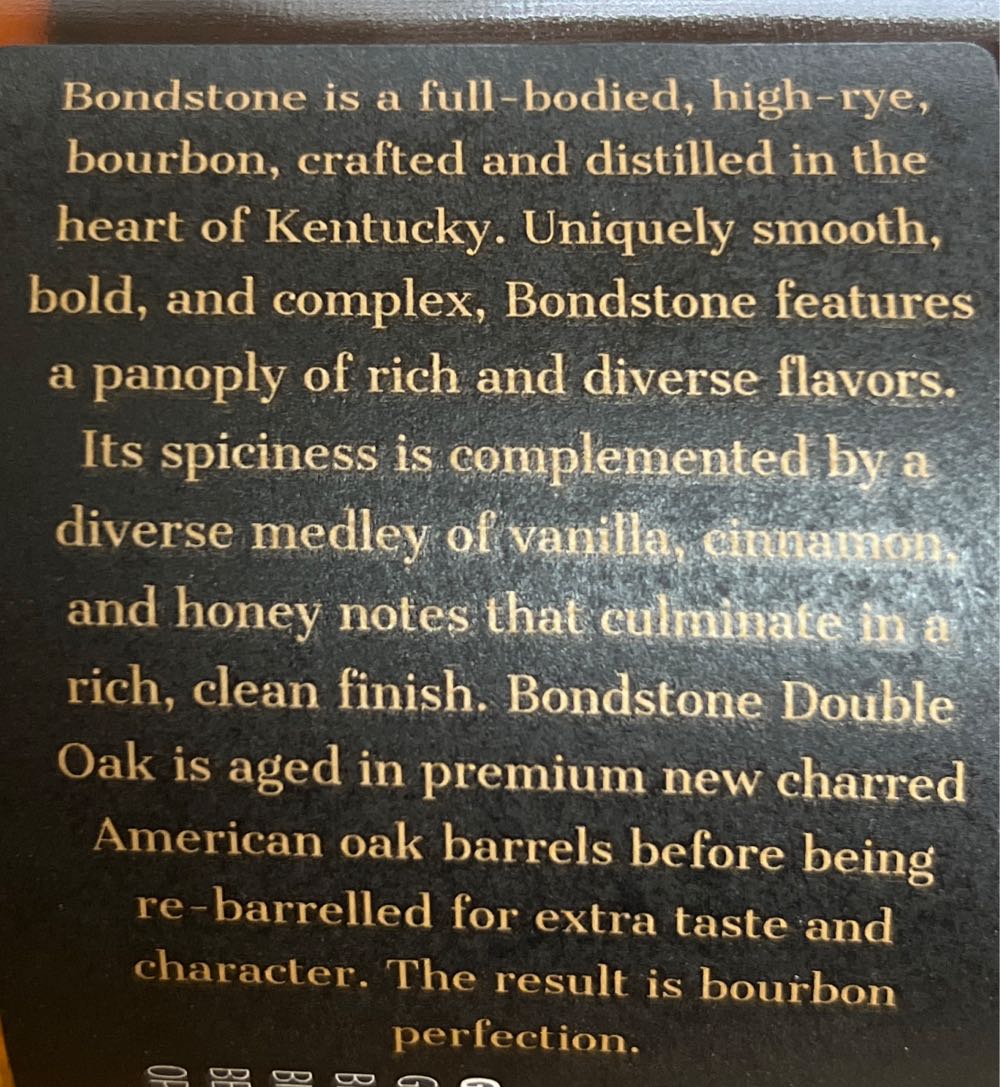 Bondstone is a full-bodied, high-rye,
bourbon, crafted and distilled in the
heart of Kentucky. Uniquely smooth,
bold, and complex, Bondstone features
a panoply of rich and diverse flavors.
Its spiciness is complemented by a
diverse medley of vanilla, cinnamon,
and honey notes that culminate in a
rich, clean finish. Bondstone Double
Oak is aged in premium new charred
American oak barrels before being
re-barrelled for extra taste and
character. The result is bourbon
perfection.